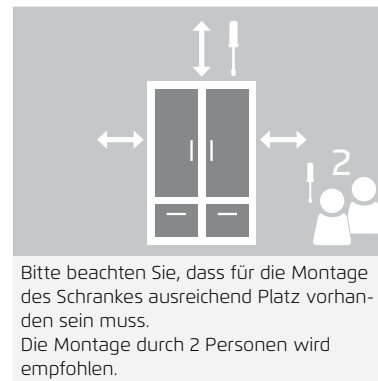 2
Bitte beachten Sie, dass für die Montage
des Schrankes ausreichend Platz vorhan-
den sein muss.
Die Montage durch 2 Personen wird
empfohlen.